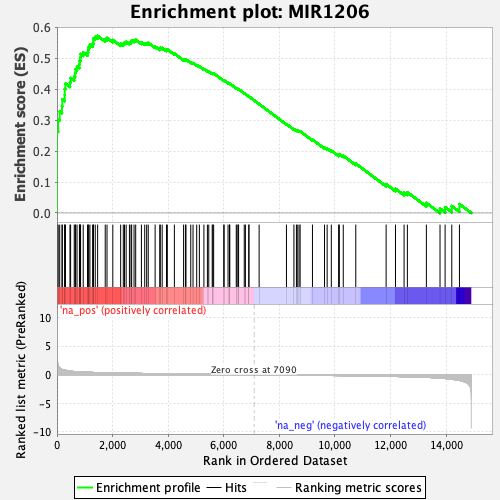 Enrichment plot: MIR1206
Enrichment score (ES)
0.6
0.5
0.4
0.3
0.2
0.1
0.0
'na_pos' (positively correlated)
Ranked list metric (PreRanked)
10
5
0
-5
-10
Zero cross at 7090
'na_neg' (negatively correlated)
0 2,000 4,000 6,000 8,000 10,000 12,000 14,000
Rank in Ordered Dataset
Enrichment profile Hits Ranking metric scores